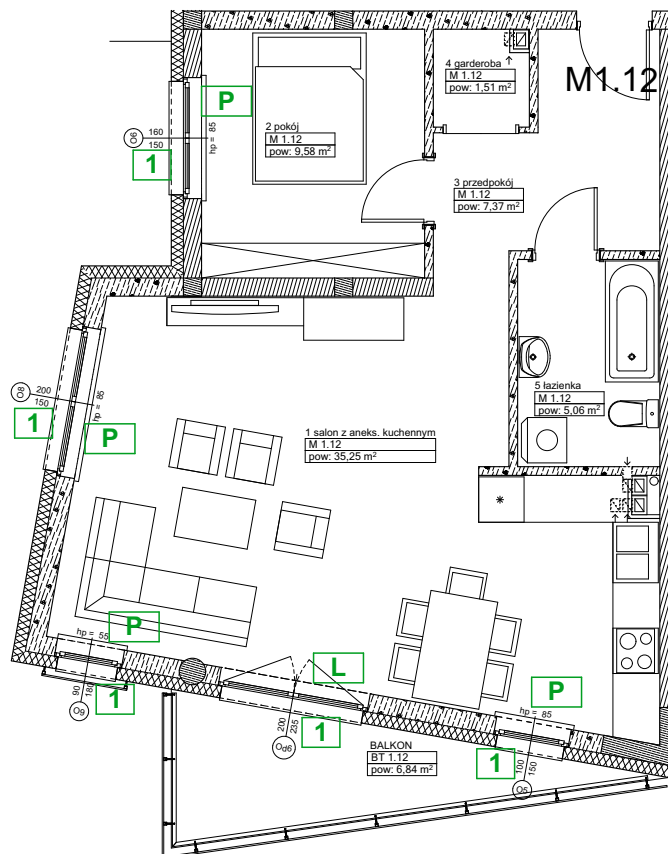 4 garderoba
M 1.12
pow: 1,51 m²
M1.12
P
2 pokój
M 1.12
pow: 9,58 m²
O6
160
150
hp = 85
1
3 przedpokój
M 1.12
pow: 7,37 m²
5 łazienka
M 1.12
pow: 5,06 m²
O8
200
150
hp = 85
1
P
1 salon z aneks. kuchennym
M 1.12
pow: 35,25 m²
P
hp = 55
O9
90
180
1
L
Od9
200
235
1
P
hp = 85
O5
100
150
1
BALKON
BT 1.12
pow: 6,84 m²